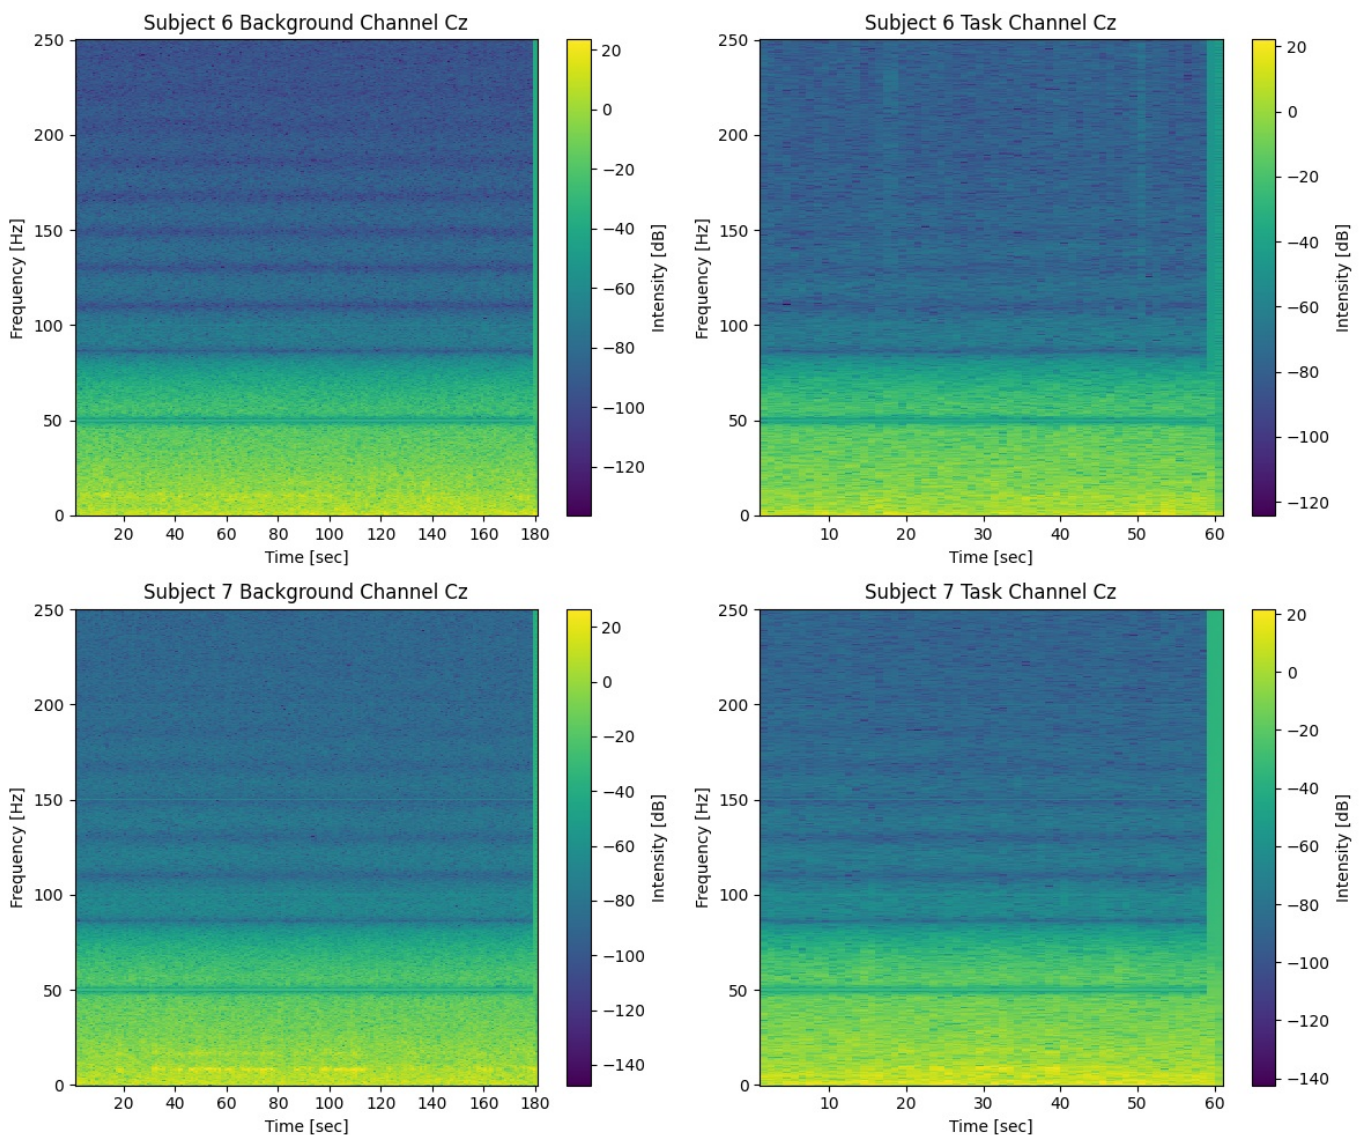 Subject 6 Background Channel Cz
250
200
150
100
50
0
Frequency [Hz]
20 40 60 80 100 120 140 160 180
Time [sec]
20
0
−20
−40
−60
−80
−100
−120
Intensity [dB]
Subject 6 Task Channel Cz
250
200
150
100
50
0
Frequency [Hz]
10 20 30 40 50 60
Time [sec]
20
0
−20
−40
−60
−80
−100
−120
Intensity [dB]
Subject 7 Background Channel Cz
250
200
150
100
50
0
Frequency [Hz]
20 40 60 80 100 120 140 160 180
Time [sec]
20
0
−20
−40
−60
−80
−100
−120
−140
Intensity [dB]
Subject 7 Task Channel Cz
250
200
150
100
50
0
Frequency [Hz]
10 20 30 40 50 60
Time [sec]
20
0
−20
−40
−60
−80
−100
−120
−140
Intensity [dB]